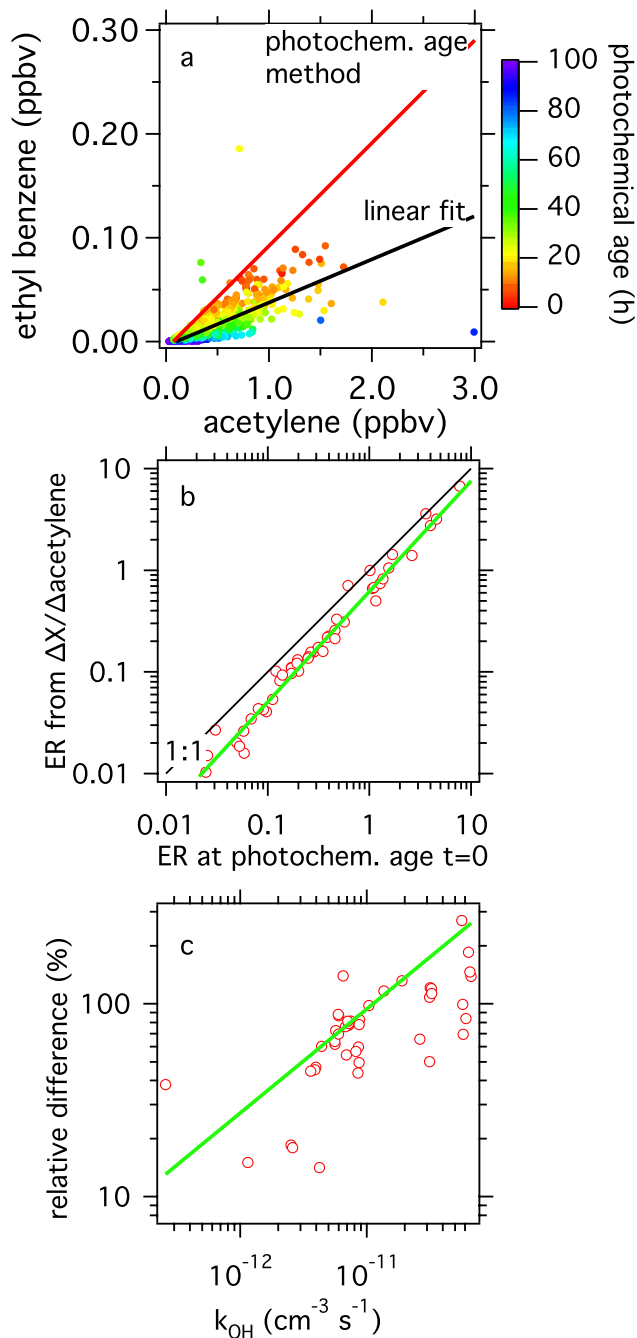 a
photochem. age
method
linear fit
ethyl benzene (ppbv)
0.30
0.20
0.10
0.00
0.0 1.0 2.0 3.0
acetylene (ppbv)
100
80
60
40
20
0
photochemical age (h)
b
1:1
ER from ΔX/Δacetylene
10
1
0.1
0.01
0.01 0.1 1 10
ER at photochem. age t=0
c
relative difference (%)
100
10
10⁻¹² 10⁻¹¹
k_OH (cm⁻³ s⁻¹)